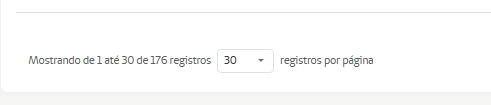 Mostrando de 1 até 30 de 176 registros 30 registros por página